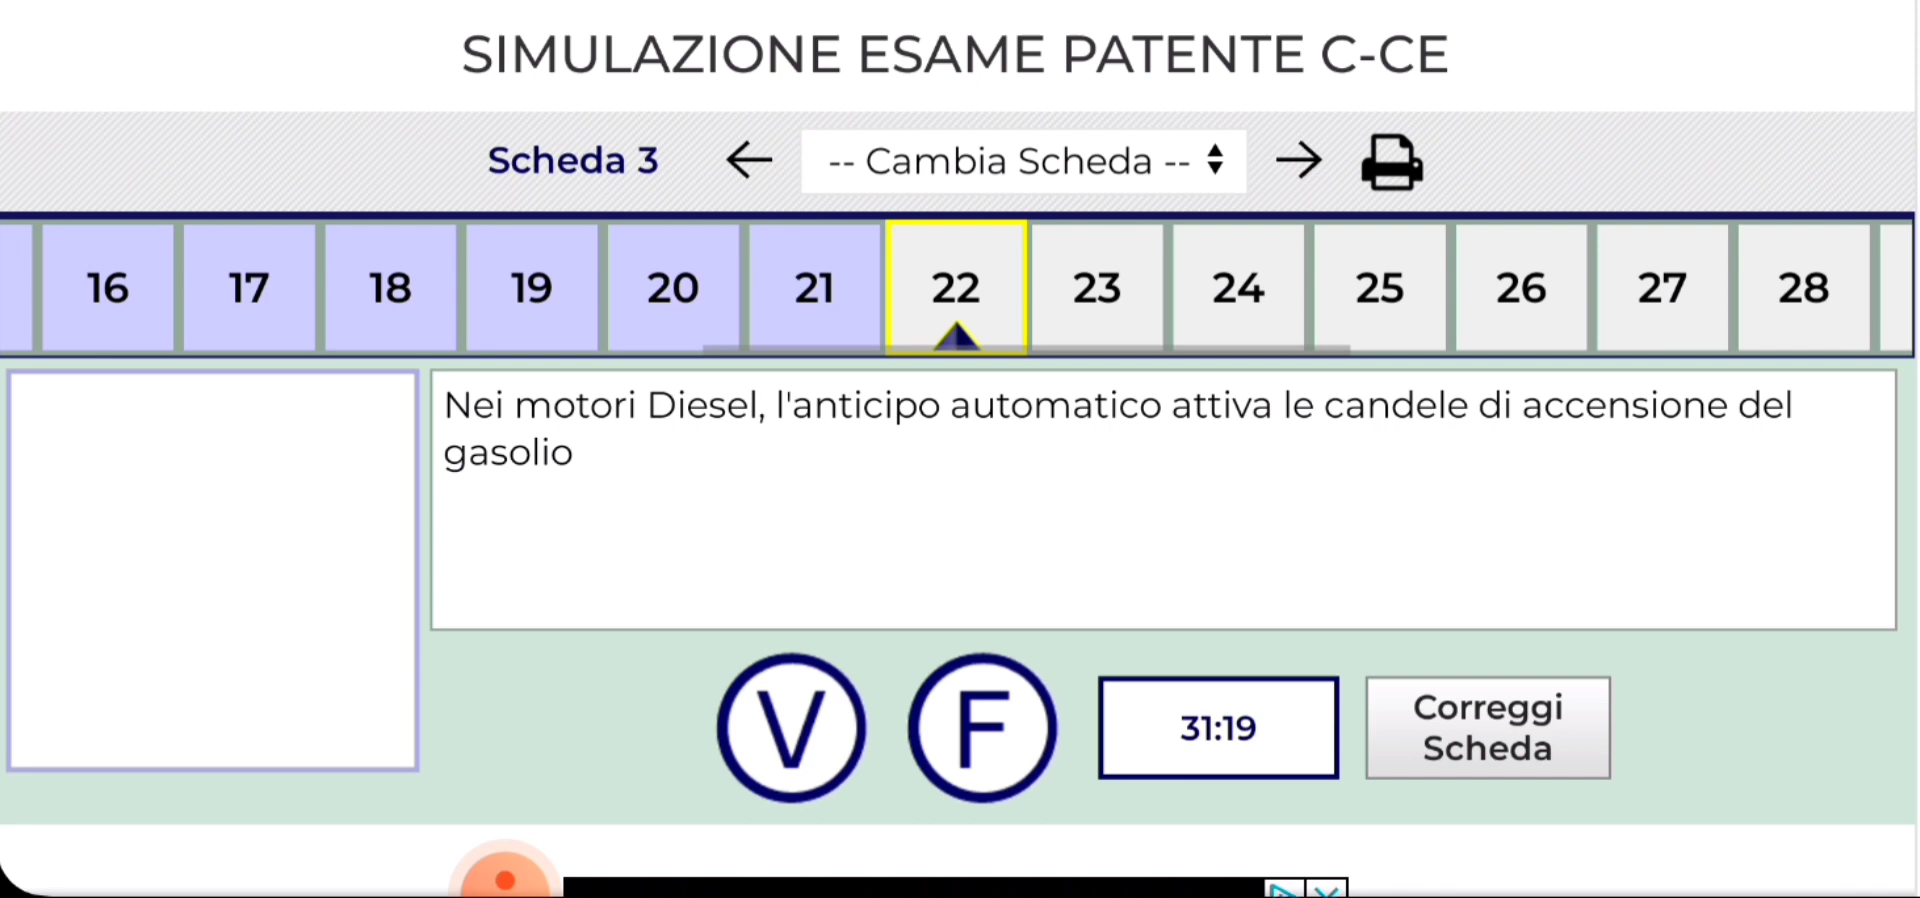 SIMULAZIONE ESAME PATENTE C-CE
Scheda 3
-- Cambia Scheda --
16 17 18 19 20 21 22 23 24 25 26 27 28
Nei motori Diesel, l'anticipo automatico attiva le candele di accensione del
gasolio
V F 31:19 Correggi
Scheda